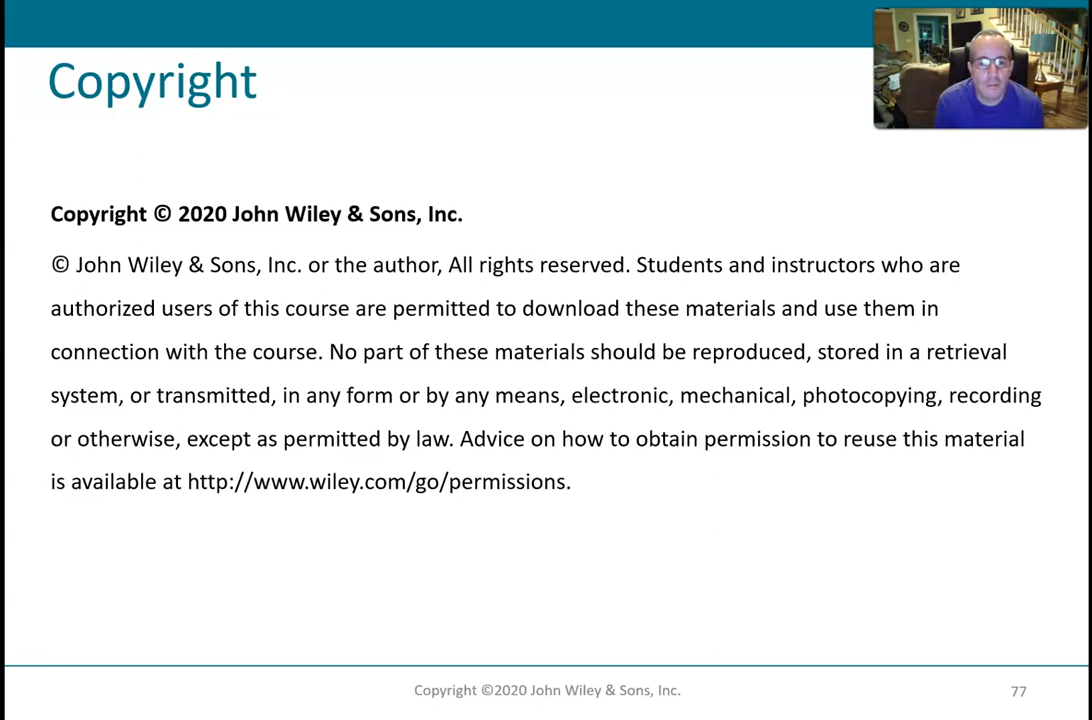 Copyright
Copyright © 2020 John Wiley & Sons, Inc.
© John Wiley & Sons, Inc. or the author, All rights reserved. Students and instructors who are
authorized users of this course are permitted to download these materials and use them in
connection with the course. No part of these materials should be reproduced, stored in a retrieval
system, or transmitted, in any form or by any means, electronic, mechanical, photocopying, recording
or otherwise, except as permitted by law. Advice on how to obtain permission to reuse this material
is available at http://www.wiley.com/go/permissions.
Copyright ©2020 John Wiley & Sons, Inc.
77